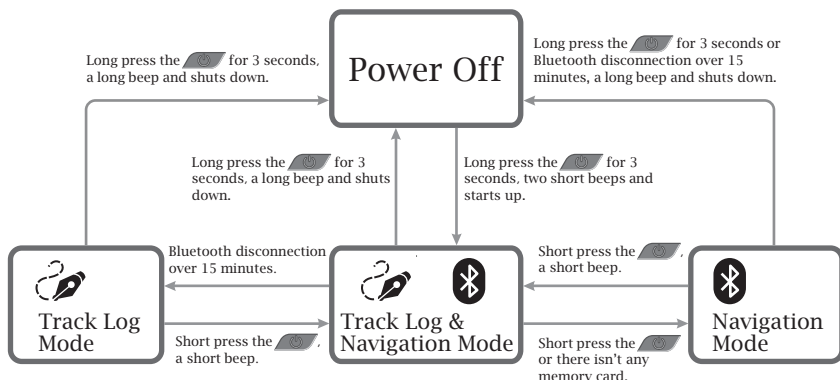 Long press the for 3 seconds,
a long beep and shuts down.
Power Off
Long press the for 3 seconds or
Bluetooth disconnection over 15
minutes, a long beep and shuts down.
Long press the for 3
seconds, a long beep and shuts
down.
Long press the for 3
seconds, two short beeps and
starts up.
Track Log
Mode
Bluetooth disconnection
over 15 minutes.
Short press the ,
a short beep.
Track Log &
Navigation Mode
Short press the ,
a short beep.
Short press the
or there isn't any
memory card.
Navigation
Mode